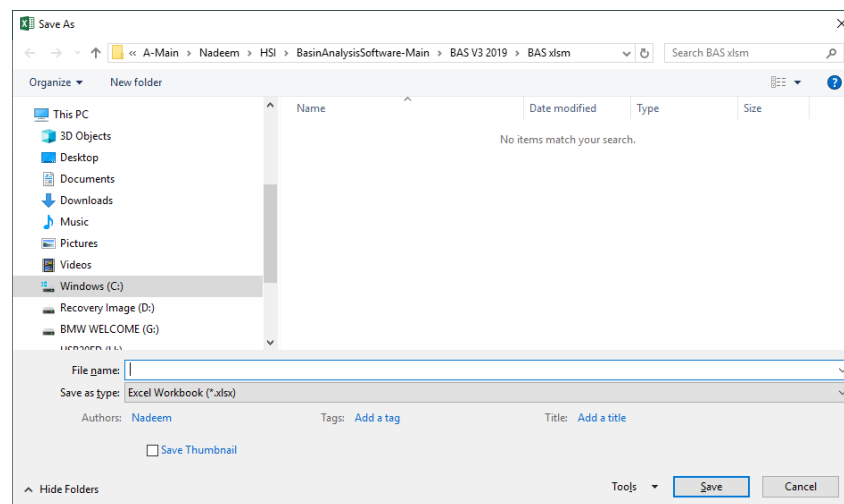 Save As
« A-Main › Nadeem › HSI › BasinAnalysisSoftware-Main › BAS V3 2019 › BAS xlsm
Search BAS xlsm
Organize
New folder
?
This PC
3D Objects
Desktop
Documents
Downloads
Music
Pictures
Videos
Windows (C:)
Recovery Image (D:)
BMW WELCOME (G:)
Name Date modified Type Size
No items match your search.
File name:
Save as type: Excel Workbook (*.xlsx)
Authors: Nadeem Tags: Add a tag Title: Add a title
Save Thumbnail
Hide Folders Tools Save Cancel